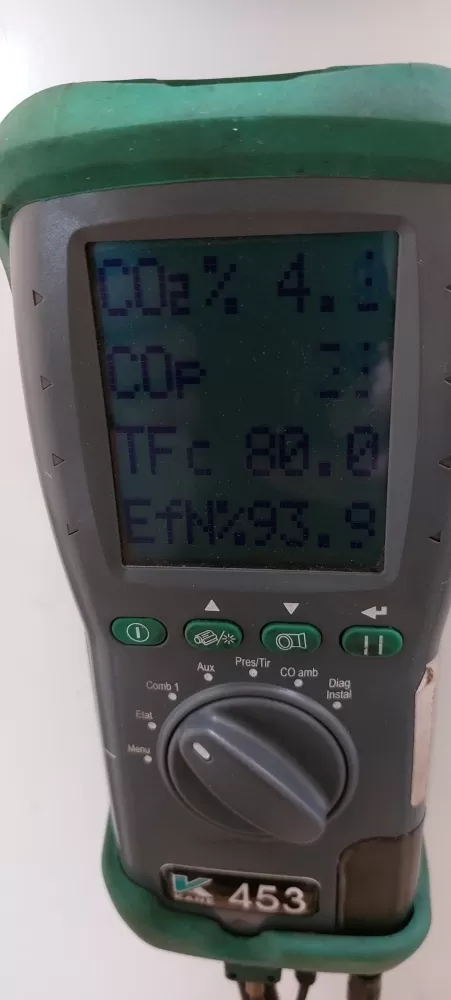 CO₂% 4.
COp
TFc 80.0
EfN%93.9
Pres/Tir
Aux
CO amb
Comb 1
Diag
Instal
Etat
Menu
KANE 453